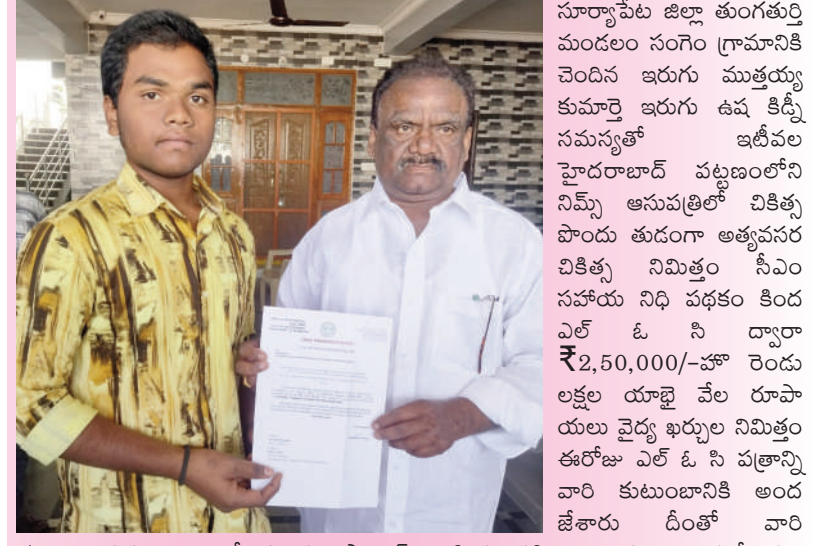 సూర్యాపేట జిల్లా తుంగతుర్తి
మండలం సంగెం గ్రామానికి
చెందిన ఇరుగు ముత్తయ్య
కుమార్తె ఇరుగు ఉష కిడ్నీ
సమస్యతో ఇటీవల
హైదరాబాద్ పట్టణంలోని
నిమ్స్ ఆసుపత్రిలో చికిత్స
పొందు తుడంగా అత్యవసర
చికిత్స నిమిత్తం సీఎం
సహాయ నిధి పథకం కింద
ఎల్ ఓ సి ద్వారా
₹2,50,000/-హొ రెండు
లక్షల యాభై వేల రూపా
యలు వైద్య ఖర్చుల నిమిత్తం
ఈరోజు ఎల్ ఓ సి పత్రాన్ని
వారి కుటుంబానికి అంద
జేశారు దీంతో వారి